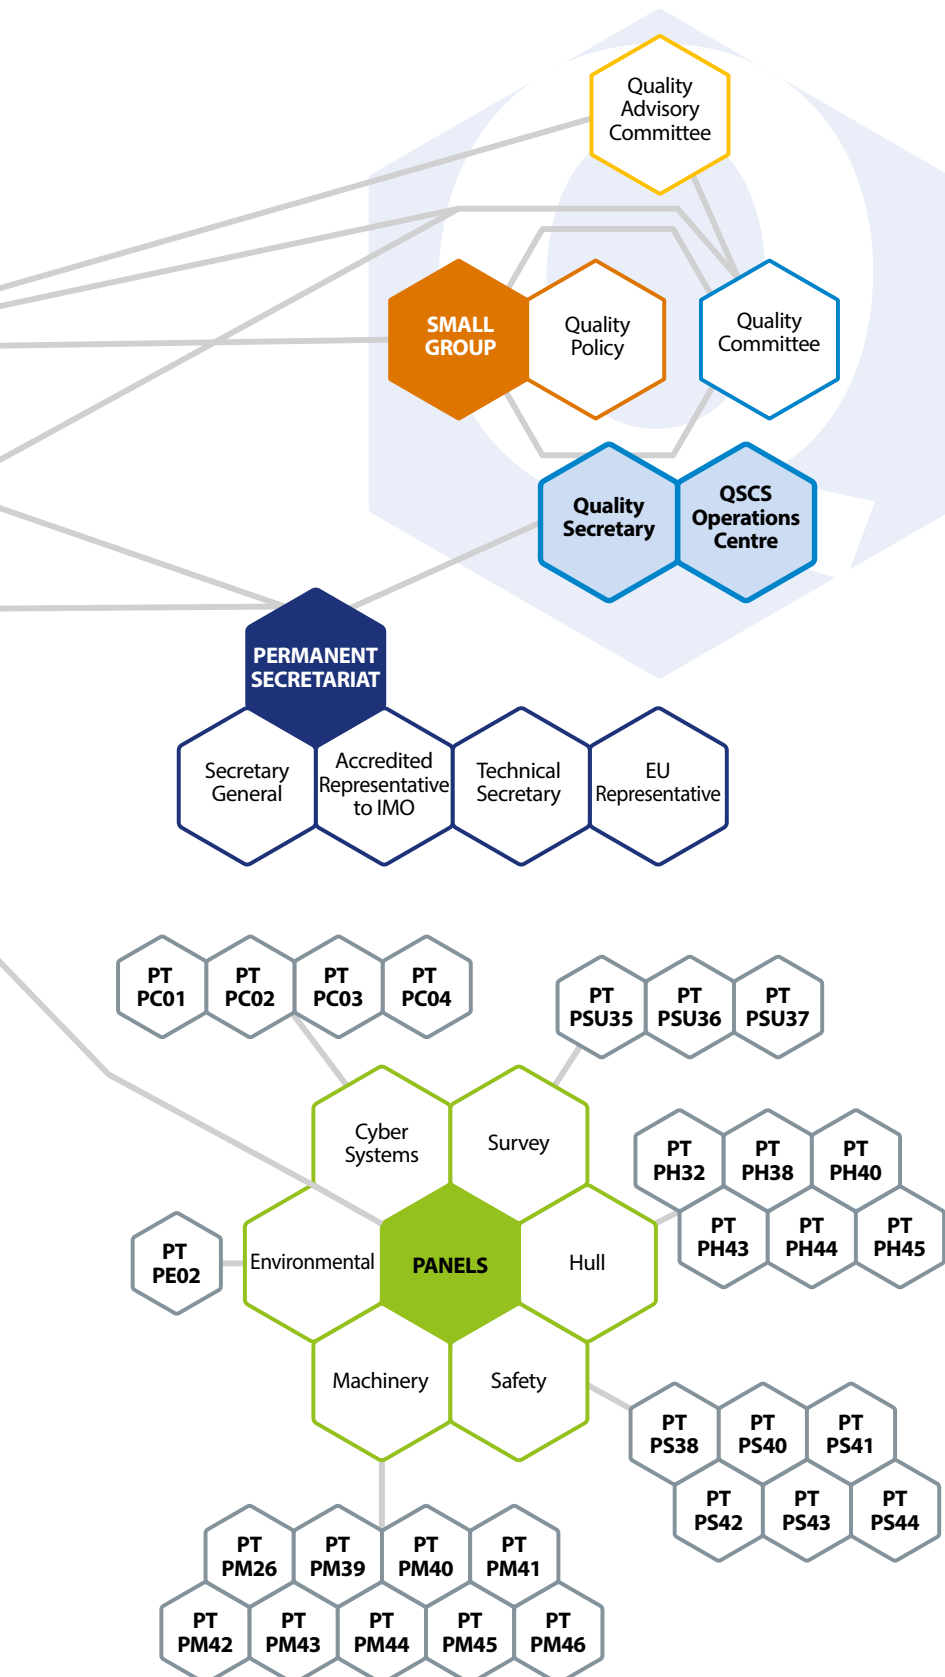 Quality
Advisory
Committee
SMALL
GROUP
Quality
Policy
Quality
Committee
Quality
Secretary
QSCS
Operations
Centre
PERMANENT
SECRETARIAT
Secretary
General
Accredited
Representative
to IMO
Technical
Secretary
EU
Representative
PT
PC01
PT
PC02
PT
PC03
PT
PC04
PT
PSU35
PT
PSU36
PT
PSU37
Cyber
Systems
Survey
PT
PH32
PT
PH38
PT
PH40
PT
PH43
PT
PH44
PT
PH45
PT
PE02
Environmental
PANELS
Hull
Machinery
Safety
PT
PS38
PT
PS40
PT
PS41
PT
PS42
PT
PS43
PT
PS44
PT
PM26
PT
PM39
PT
PM40
PT
PM41
PT
PM42
PT
PM43
PT
PM44
PT
PM45
PT
PM46